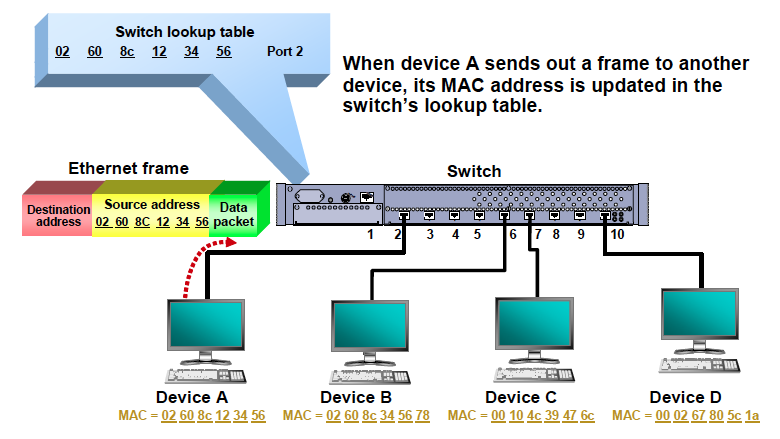 Switch lookup table
02 60 8c 12 34 56 Port 2
When device A sends out a frame to another
device, its MAC address is updated in the
switch's lookup table.
Ethernet frame
Switch
Destination
address
Source address
02 60 8C 12 34 56
Data
packet
1 2 3 4 5 6 7 8 9 10
Device A
MAC = 02 60 8c 12 34 56
Device B
MAC = 02 60 8c 34 56 78
Device C
MAC = 00 10 4c 39 47 6c
Device D
MAC = 00 02 67 80 5c 1a